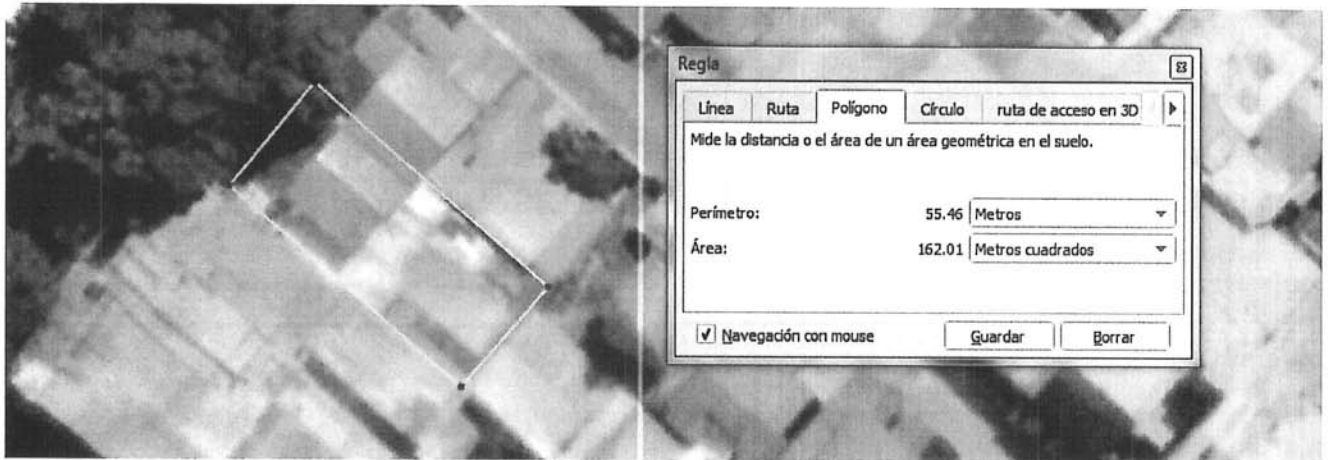 Regla
Línea Ruta Polígono Círculo ruta de acceso en 3D
Mide la distancia o el área de un área geométrica en el suelo.
Perímetro: 55.46 Metros
Área: 162.01 Metros cuadrados
Navegación con mouse Guardar Borrar